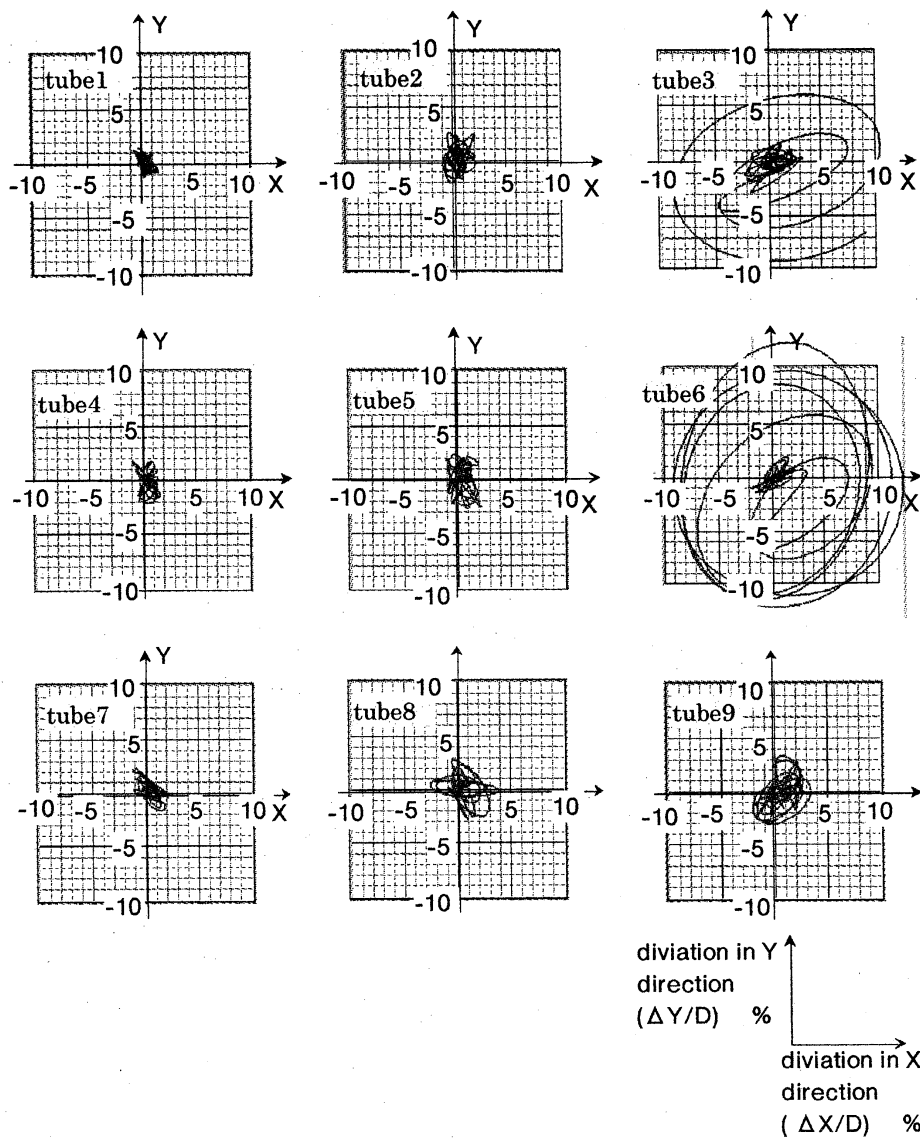 Y Y Y
10 10 10
tube1 tube2 tube3
5 5 5
-10 -5 5 10 X -10 -5 5 10 X -10 -5 5 10 X
-5 -5 -5
-10 -10 -10
Y Y Y
10 10 10
tube4 tube5 tube6
5 5 5
-10 -5 5 10 X -10 -5 5 10 X -10 -5 5 10 X
-5 -5 -5
-10 -10 -10
Y
10 10 10
tube7 tube8 tube9
5 5 5
-10 -5 5 10 X -10 -5 5 10 -10 -5 5 10
-5 -5 -5
-10 -10 -10
diviation in Y
direction
(ΔY/D) %
diviation in X
direction
(ΔX/D) %